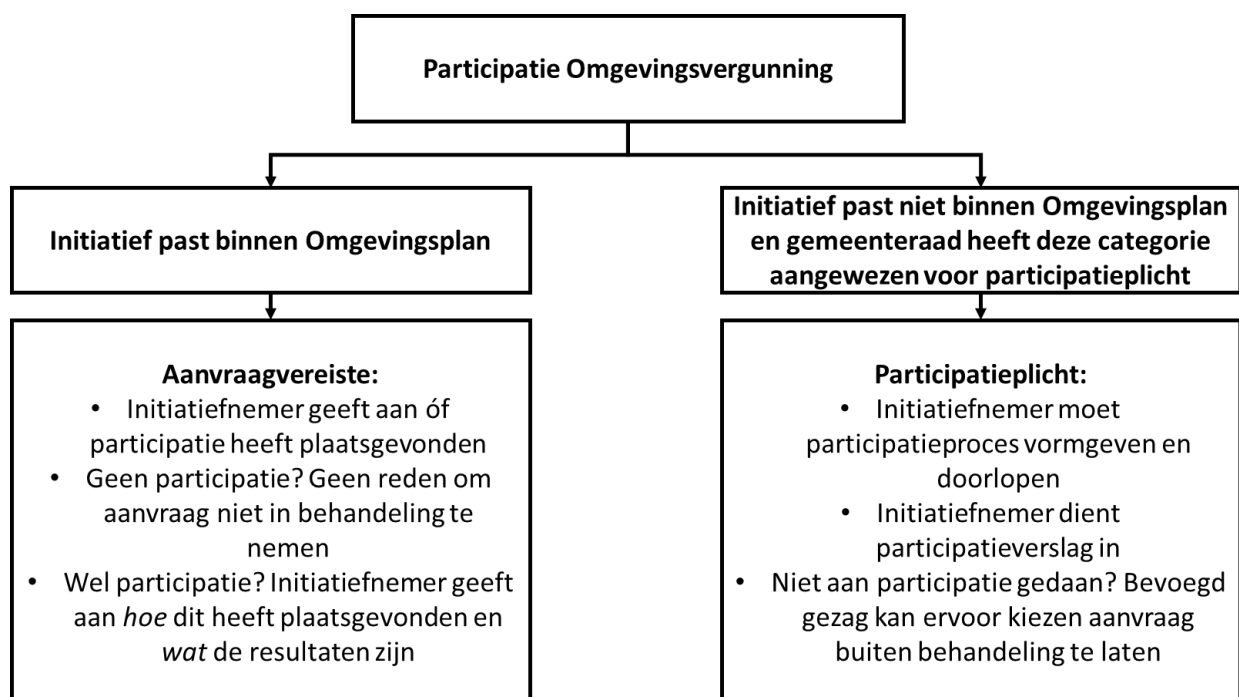 Participatie Omgevingsvergunning
Initiatief past binnen Omgevingsplan
Initiatief past niet binnen Omgevingsplan
en gemeenteraad heeft deze categorie
aangewezen voor participatieplicht
Aanvraagvereiste:
• Initiatiefnemer geeft aan óf
participatie heeft plaatsgevonden
• Geen participatie? Geen reden om
aanvraag niet in behandeling te
nemen
• Wel participatie? Initiatiefnemer geeft
aan hoe dit heeft plaatsgevonden en
wat de resultaten zijn
Participatieplicht:
• Initiatiefnemer moet
participatieproces vormgeven en
doorlopen
• Initiatiefnemer dient
participatieverslag in
• Niet aan participatie gedaan? Bevoegd
gezag kan ervoor kiezen aanvraag
buiten behandeling te laten